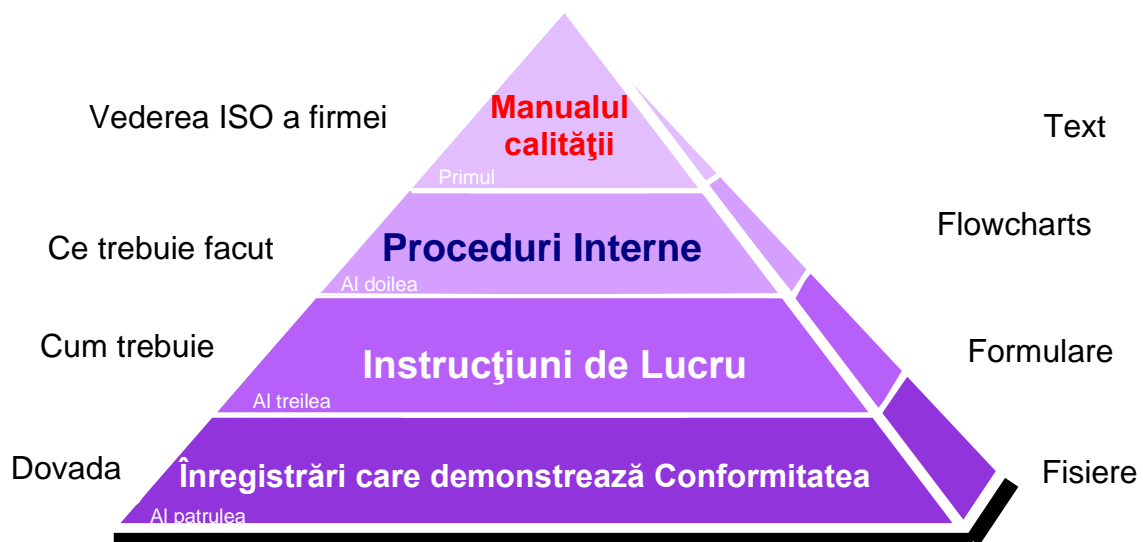 Vederea ISO a firmei
Manualul
calităţii
Text
Primul
Ce trebuie facut
Proceduri Interne
Flowcharts
Al doilea
Cum trebuie
Instrucţiuni de Lucru
Formulare
Al treilea
Dovada
Înregistrări care demonstrează Conformitatea
Fisiere
Al patrulea